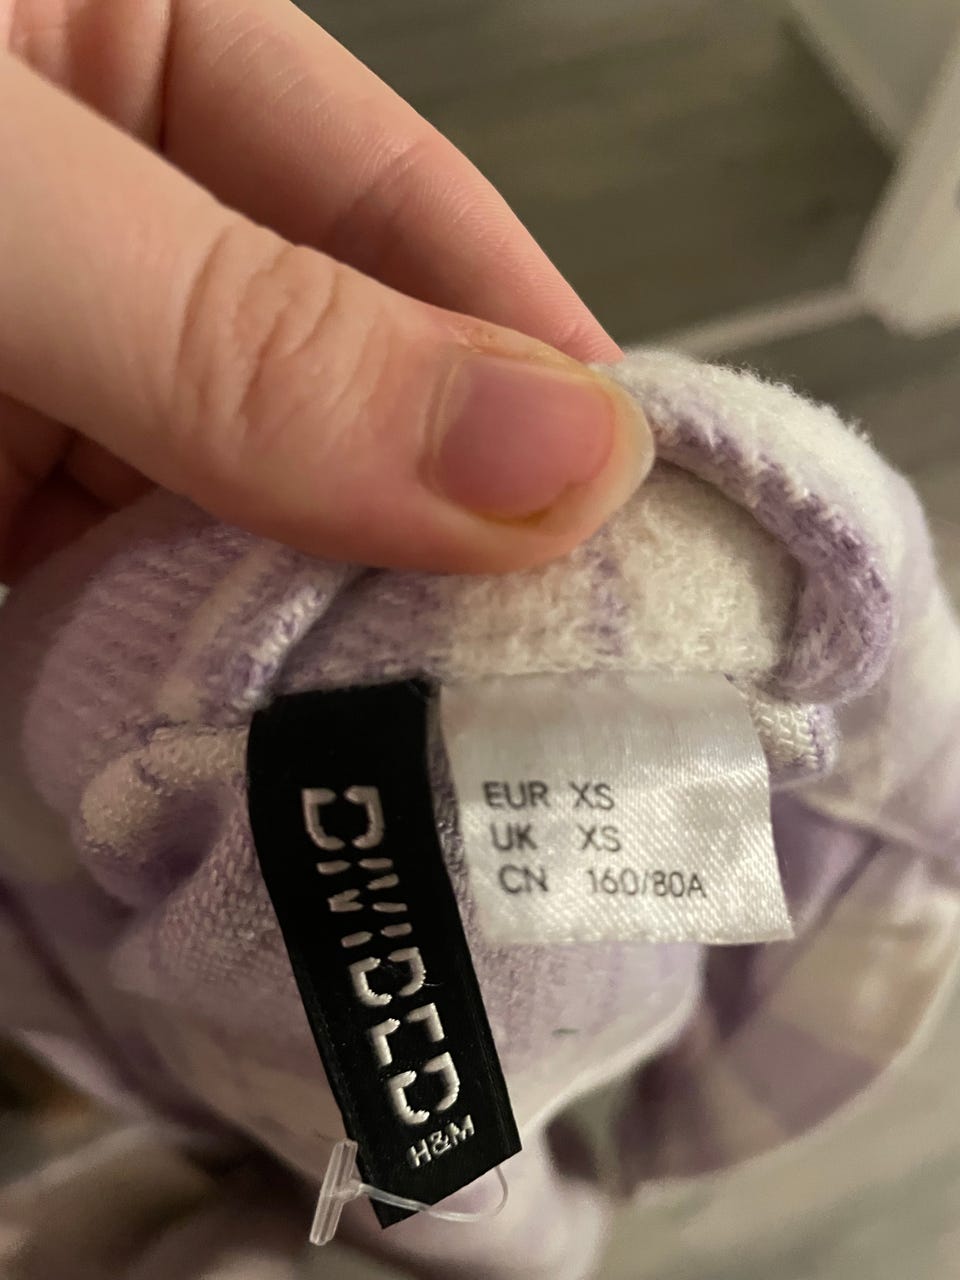 DIVIDED
H&M
EUR XS
UK XS
CN 160/80A